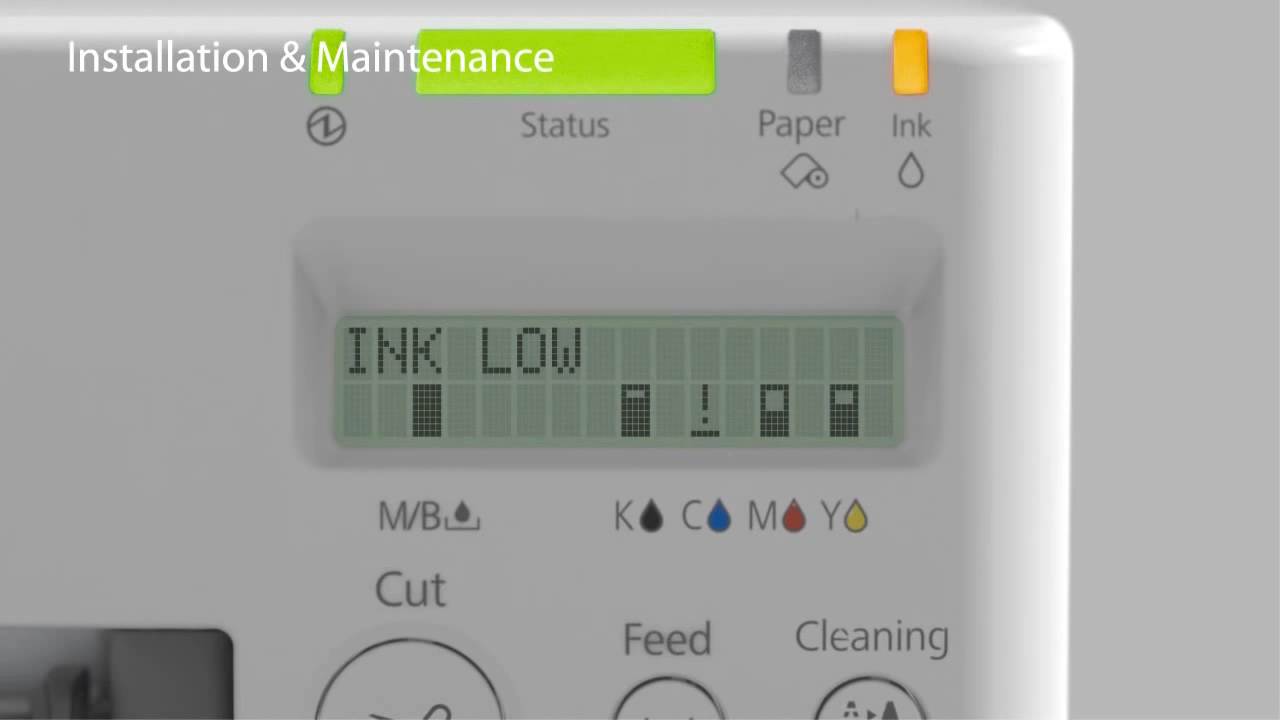 Installation & Maintenance
Status
Paper
Ink
INK LOW
!
M/B
K C M Y
Cut
Feed
Cleaning
A ▸ A